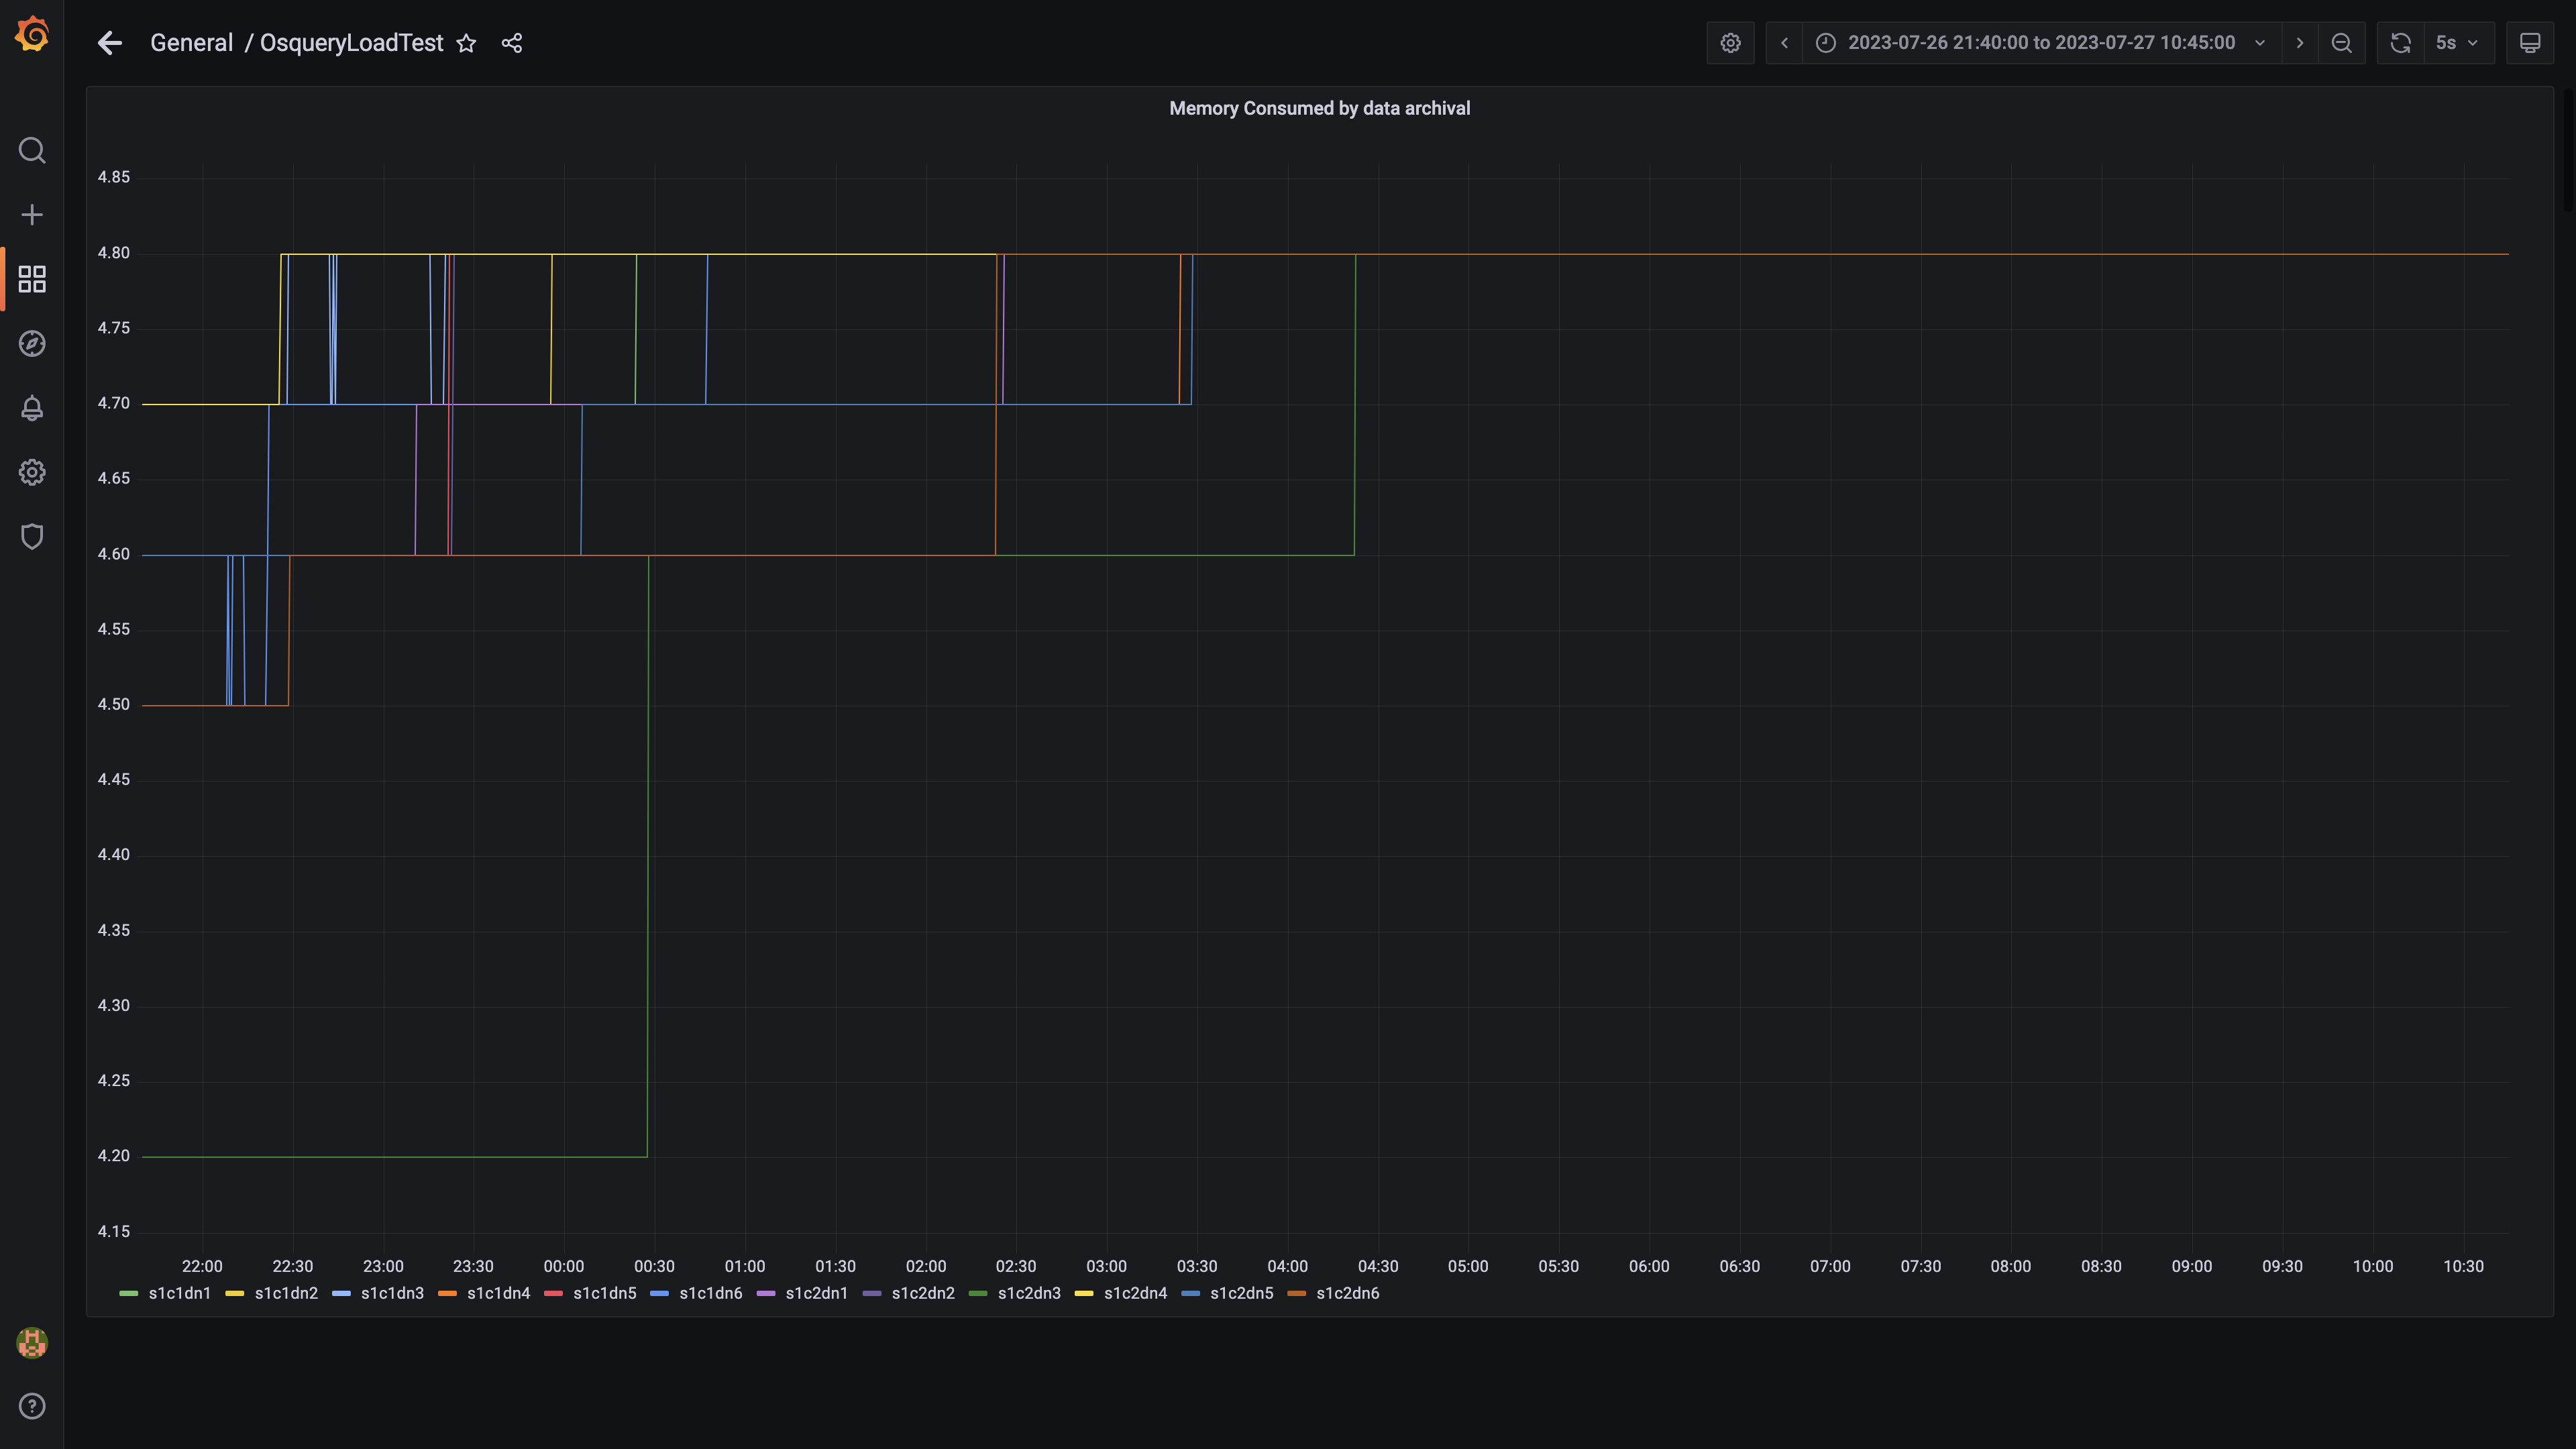 General / OsqueryLoadTest
2023-07-26 21:40:00 to 2023-07-27 10:45:00
5s
Memory Consumed by data archival
4.85
4.80
4.75
4.70
4.65
4.60
4.55
4.50
4.45
4.40
4.35
4.30
4.25
4.20
4.15
22:00 22:30 23:00 23:30 00:00 00:30 01:00 01:30 02:00 02:30 03:00 03:30 04:00 04:30 05:00 05:30 06:00 06:30 07:00 07:30 08:00 08:30 09:00 09:30 10:00 10:30
s1c1dn1 s1c1dn2 s1c1dn3 s1c1dn4 s1c1dn5 s1c1dn6 s1c2dn1 s1c2dn2 s1c2dn3 s1c2dn4 s1c2dn5 s1c2dn6